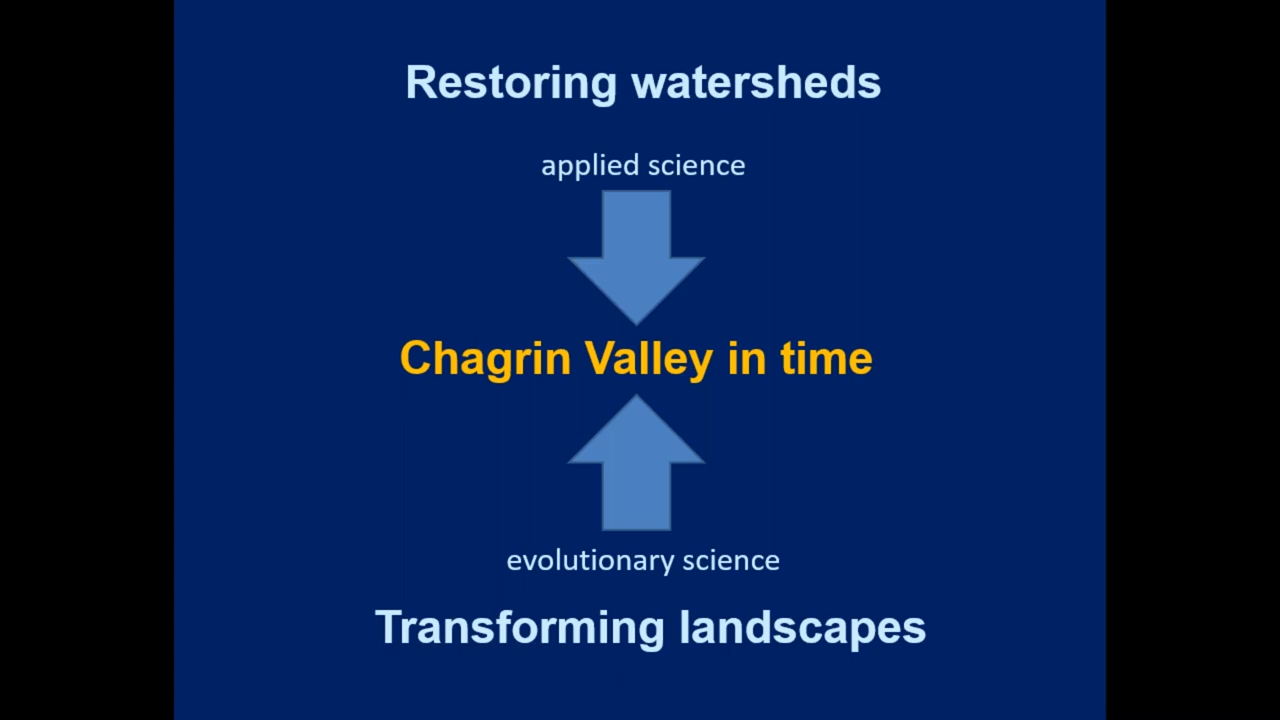 Restoring watersheds
applied science
Chagrin Valley in time
evolutionary science
Transforming landscapes